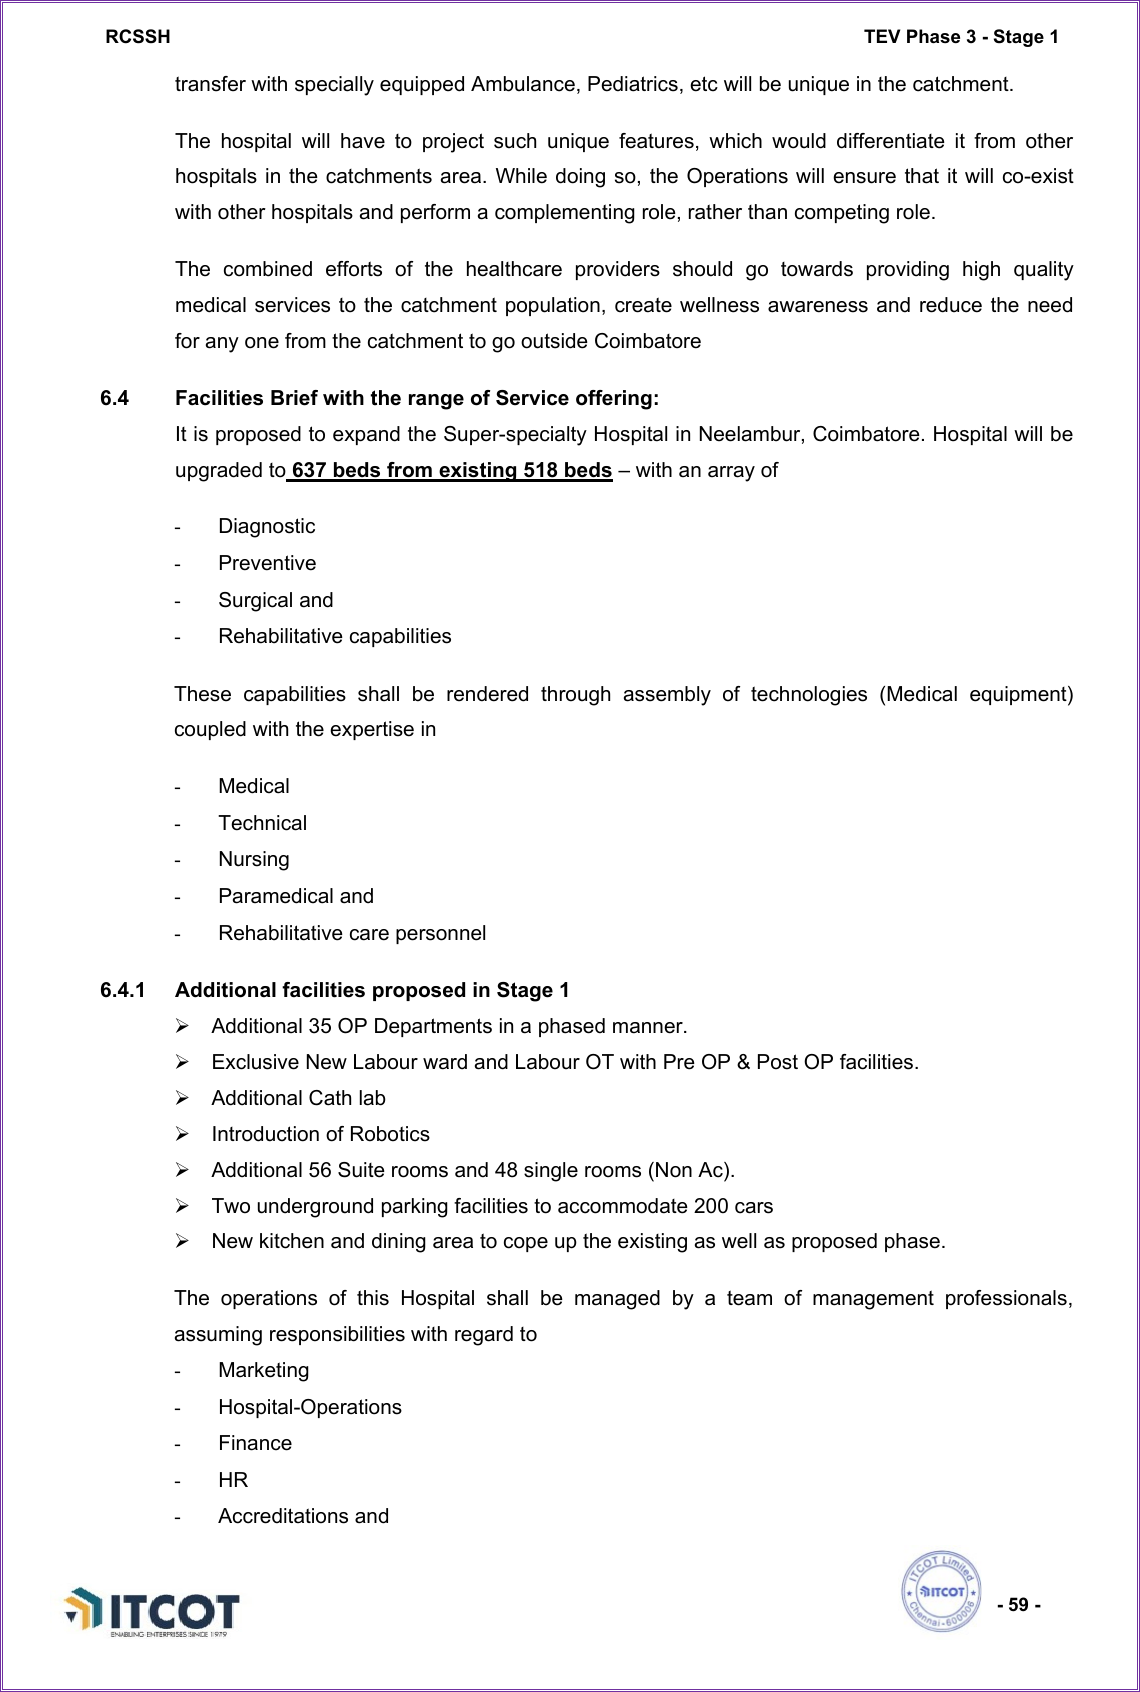 RCSSH TEV Phase 3 - Stage 1
transfer with specially equipped Ambulance, Pediatrics, etc will be unique in the catchment.
The hospital will have to project such unique features, which would differentiate it from other
hospitals in the catchments area. While doing so, the Operations will ensure that it will co-exist
with other hospitals and perform a complementing role, rather than competing role.
The combined efforts of the healthcare providers should go towards providing high quality
medical services to the catchment population, create wellness awareness and reduce the need
for any one from the catchment to go outside Coimbatore
6.4 Facilities Brief with the range of Service offering:
It is proposed to expand the Super-specialty Hospital in Neelambur, Coimbatore. Hospital will be
upgraded to 637 beds from existing 518 beds – with an array of
- Diagnostic
- Preventive
- Surgical and
- Rehabilitative capabilities
These capabilities shall be rendered through assembly of technologies (Medical equipment)
coupled with the expertise in
- Medical
- Technical
- Nursing
- Paramedical and
- Rehabilitative care personnel
6.4.1 Additional facilities proposed in Stage 1
➢ Additional 35 OP Departments in a phased manner.
➢ Exclusive New Labour ward and Labour OT with Pre OP & Post OP facilities.
➢ Additional Cath lab
➢ Introduction of Robotics
➢ Additional 56 Suite rooms and 48 single rooms (Non Ac).
➢ Two underground parking facilities to accommodate 200 cars
➢ New kitchen and dining area to cope up the existing as well as proposed phase.
The operations of this Hospital shall be managed by a team of management professionals,
assuming responsibilities with regard to
- Marketing
- Hospital-Operations
- Finance
- HR
- Accreditations and
ITCOT
ENABLING ENTERPRISES SINCE 1979
ITCOT Limited
ITCOT
Chennai-600006
- 59 -